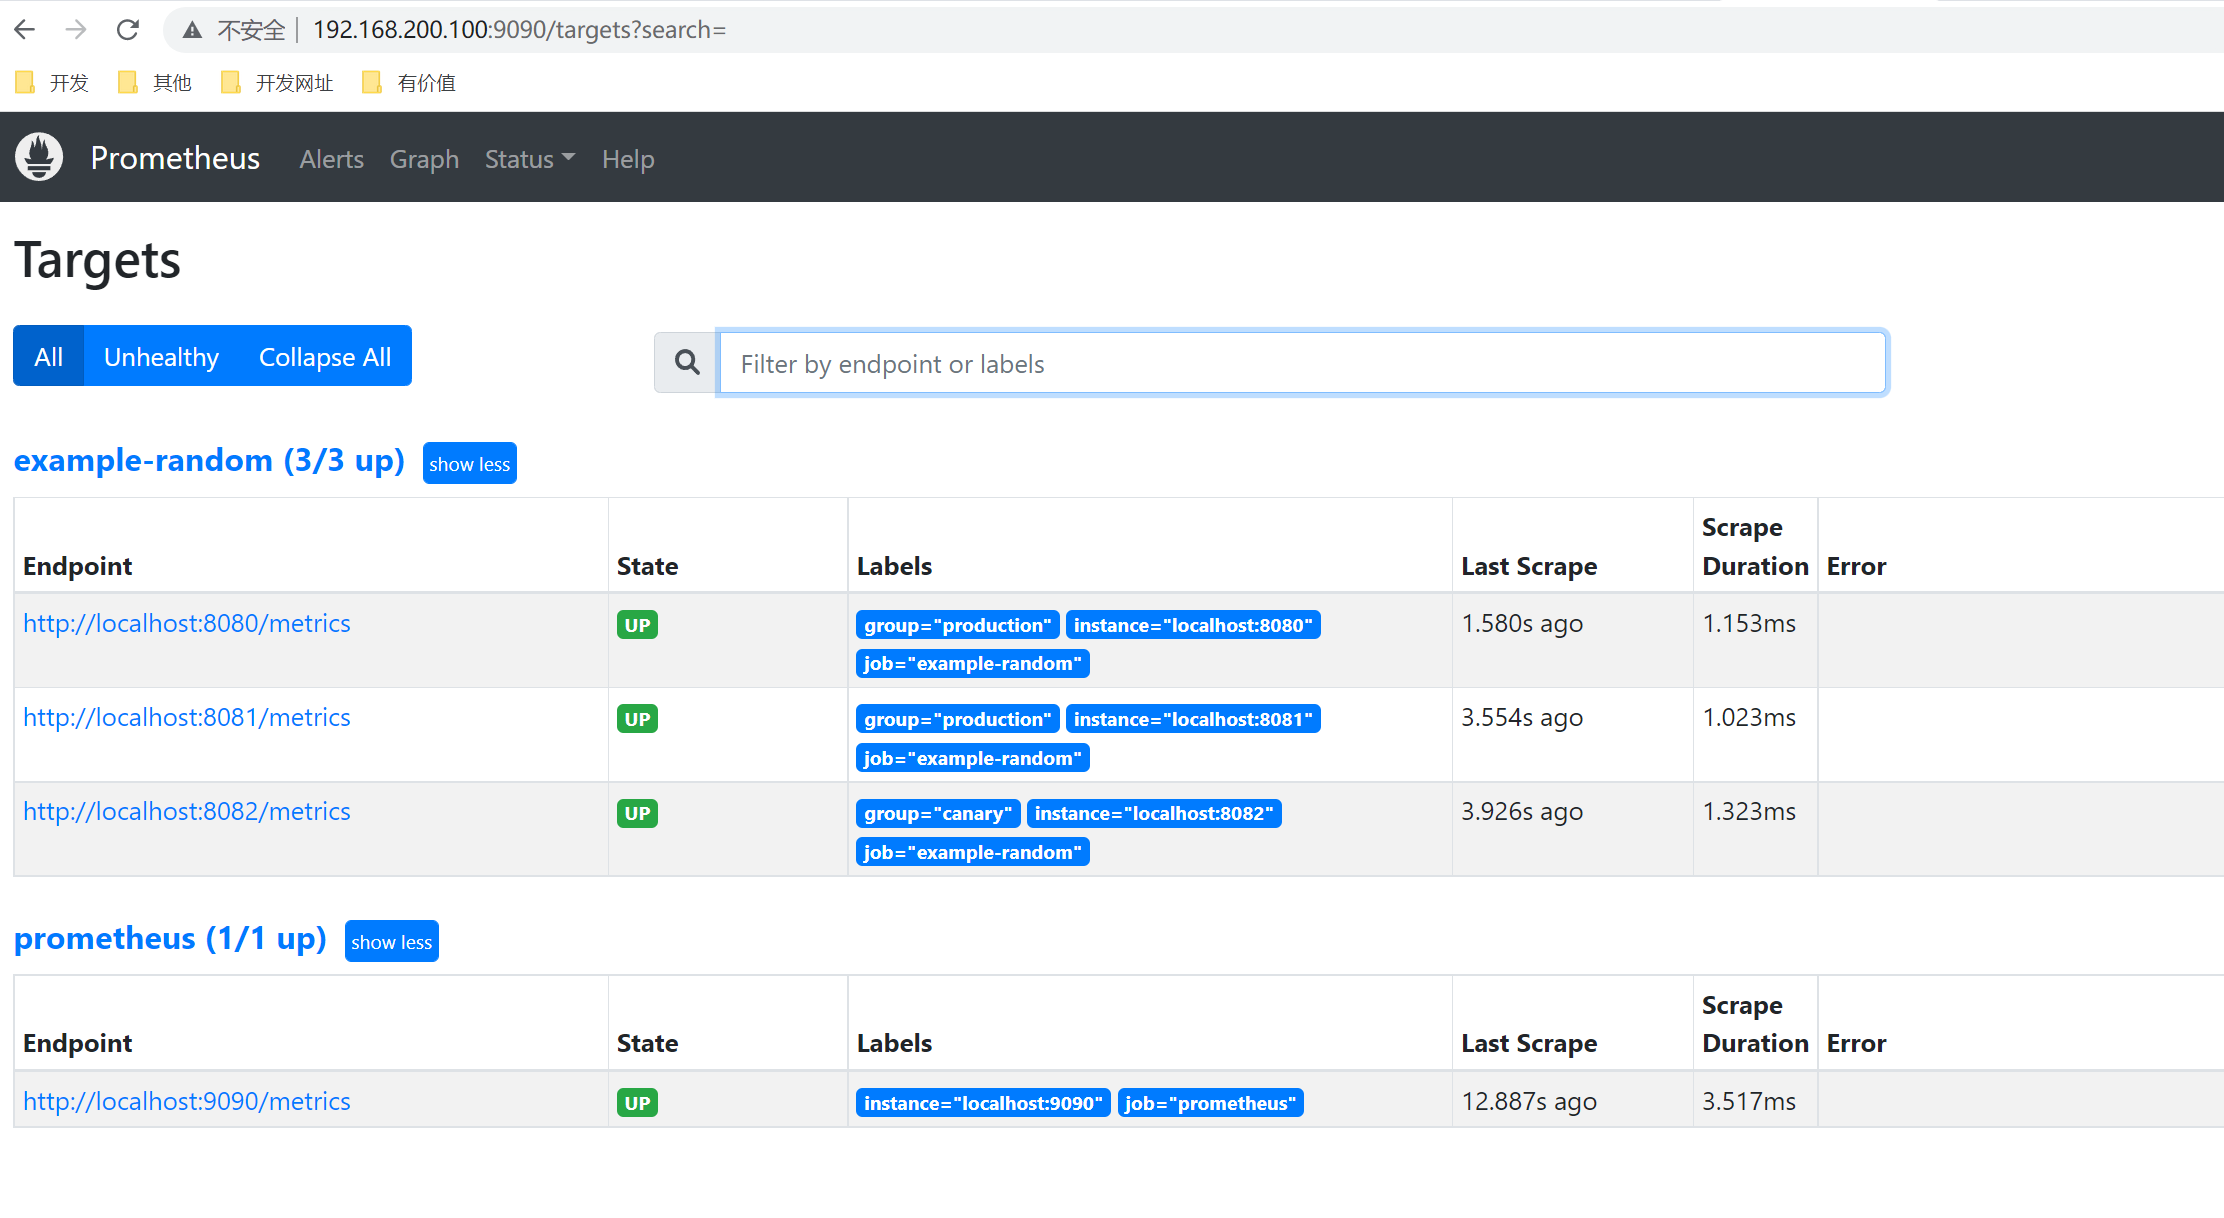 不安全 | 192.168.200.100:9090/targets?search=
开发 其他 开发网址 有价值
Prometheus Alerts Graph Status Help
Targets
All Unhealthy Collapse All Filter by endpoint or labels
example-random (3/3 up) show less
Endpoint State Labels Last Scrape Scrape Duration Error
http://localhost:8080/metrics UP group="production" instance="localhost:8080" 1.580s ago 1.153ms
job="example-random"
http://localhost:8081/metrics UP group="production" instance="localhost:8081" 3.554s ago 1.023ms
job="example-random"
http://localhost:8082/metrics UP group="canary" instance="localhost:8082" 3.926s ago 1.323ms
job="example-random"
prometheus (1/1 up) show less
Endpoint State Labels Last Scrape Scrape Duration Error
http://localhost:9090/metrics UP instance="localhost:9090" job="prometheus" 12.887s ago 3.517ms